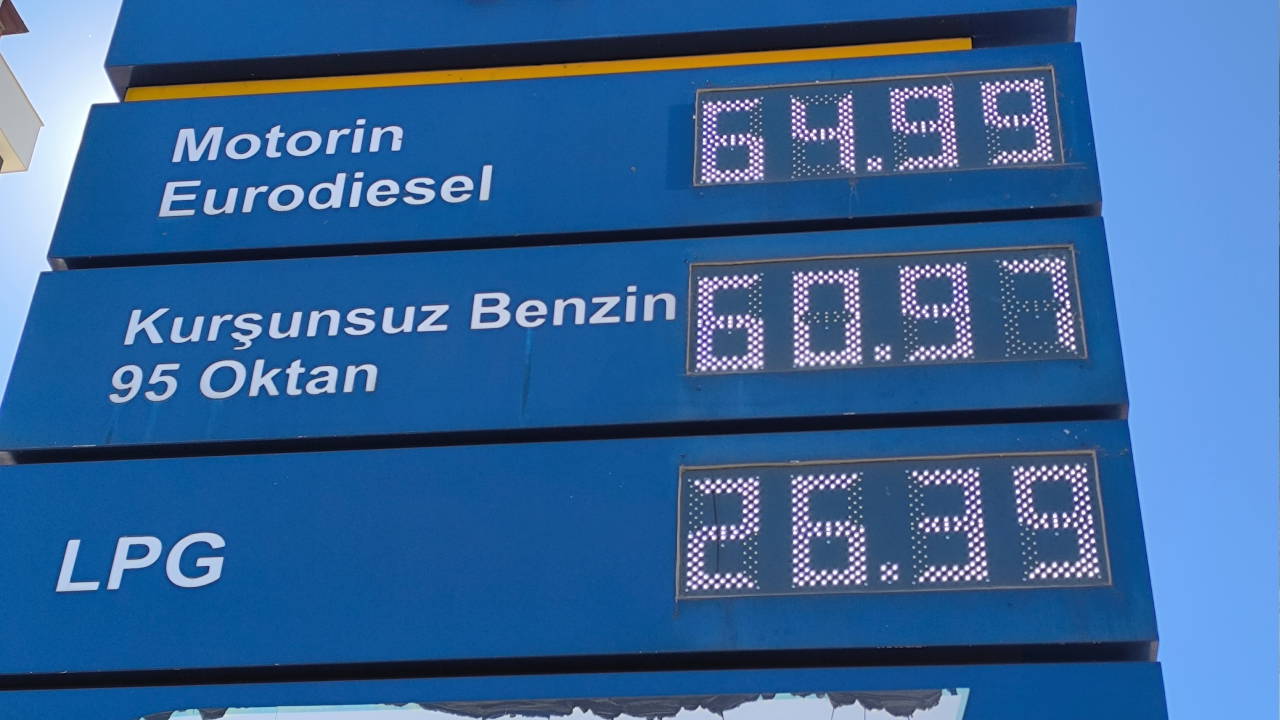 Motorin 64.99
Eurodiesel
Kurşunsuz Benzin 60.97
95 Oktan
LPG 26.39